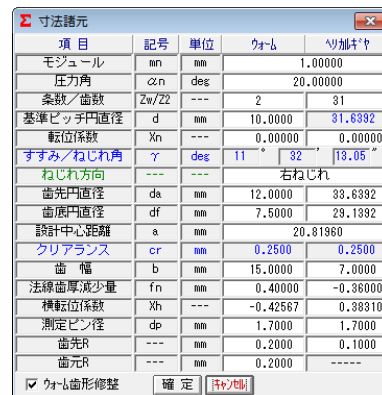 Σ 寸法諸元
項 目 記号 単位 ウォーム ヘリカルギヤ
モジュール mn mm 1.00000
圧力角 αn deg 20.00000
条数／歯数 Zw/Z2 --- 2 31
基準ピッチ円直径 d mm 10.0000 31.6392
転位係数 Xn --- 0.00000 0.00000
すすみ／ねじれ角 γ deg 11 ° 32 ' 13.05 "
ねじれ方向 --- --- 右ねじれ
歯先円直径 da mm 12.0000 33.6392
歯底円直径 df mm 7.5000 29.1392
設計中心距離 a mm 20.81960
クリアランス cr mm 0.2500 0.2500
歯 幅 b mm 15.0000 7.0000
法線歯厚減少量 fn mm 0.40000 -0.36000
横転位係数 Xh --- -0.42567 0.38310
測定ピン径 dp mm 1.7000 1.7000
歯先R --- mm 0.2000 0.1000
歯元R --- mm 0.2000 -----
ウォーム歯形修整 確 定 キャンセル